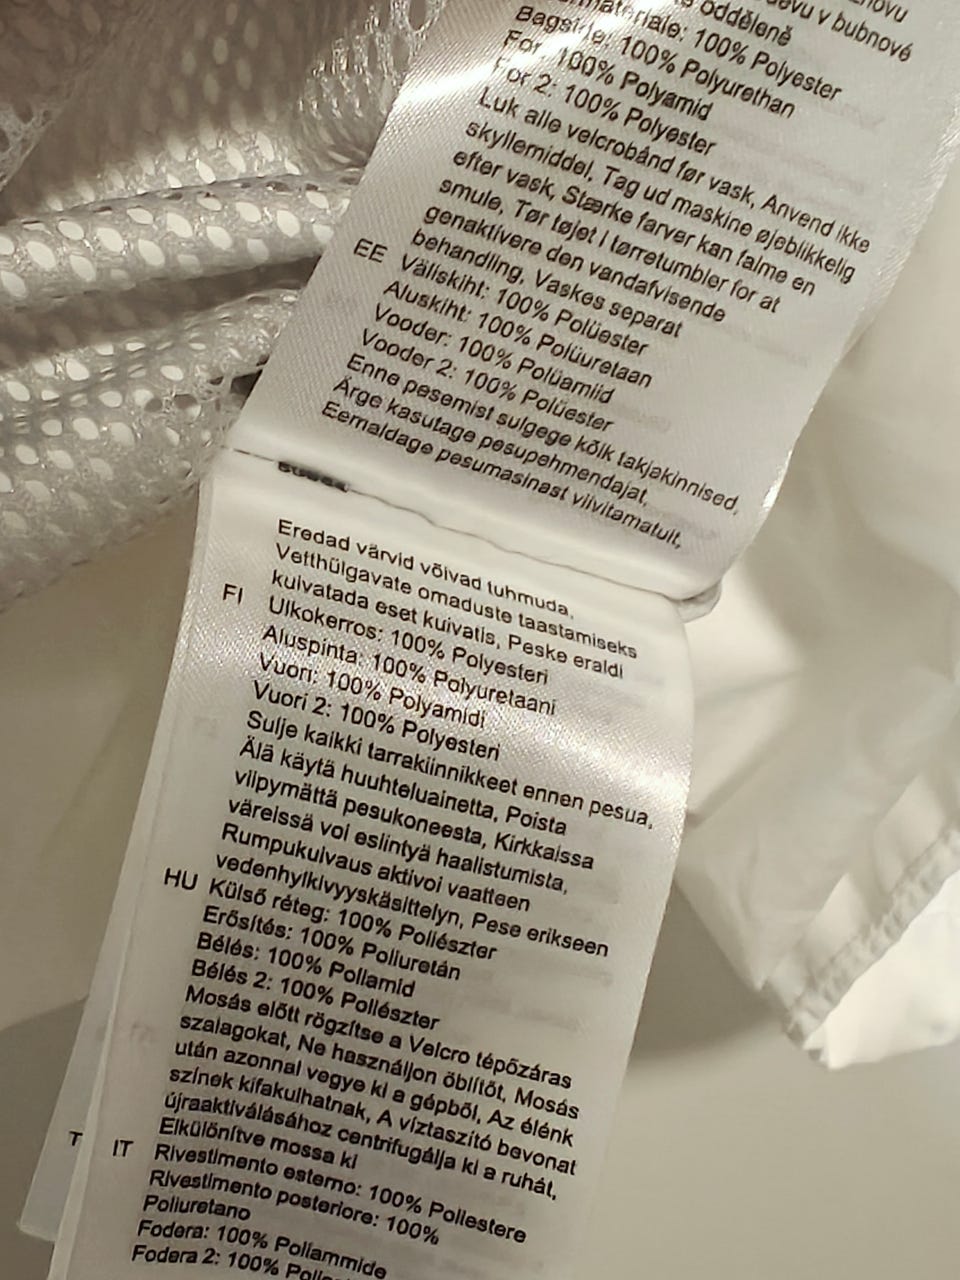 v bubnové
odděleně
100% Polyester
100% Polyurethan
For 100% Polyamid
For 2: 100% Polyester
Luk alle velcrobånd før vask, Anvend ikke
skyllemiddel, Tag ud maskine øjeblikkelig
efter vask, Stærke farver kan falme en
smule, Tør tøjet i tørretumbler for at
genaktivere den vandafvisende
behandling, Vaskes separat
EE Väliskiht: 100% Polüester
Aluskiht: 100% Polüuretaan
Vooder: 100% Polüamiid
Vooder 2: 100% Polüester
Enne pesemist sulgege kõik takjakinnised,
Ärge kasutage pesupehmendajat,
Eemaldage pesumasinast viivitamatult,
Eredad värvid võivad tuhmuda,
Vetthülgavate omaduste taastamiseks
kuivatada eset kuivatis, Peske eraldi
FI Ulkokerros: 100% Polyesteri
Aluspinta: 100% Polyuretaani
Vuori: 100% Polyamidi
Vuori 2: 100% Polyesteri
Sulje kaikki tarrakiinnikkeet ennen pesua,
Älä käytä huuhteluainetta, Poista
viipymättä pesukoneesta, Kirkkaissa
väreissä voi esiintyä haalistumista,
Rumpukuivaus aktivoi vaatteen
vedenhylkivyyskäsittelyn, Pese erikseen
HU Külső réteg: 100% Poliészter
Erősítés: 100% Poliuretán
Bélés: 100% Poliamid
Bélés 2: 100% Poliészter
Mosás előtt rögzítse a Velcro tépőzáras
szalagokat, Ne használjon öblítőt, Mosás
után azonnal vegye ki a gépből, Az élénk
színek kifakulhatnak, A víztaszító bevonat
újraaktiválásához centrifugálja ki a ruhát,
Elkülönítve mossa ki
IT Rivestimento esterno: 100% Poliestere
Rivestimento posteriore: 100%
Poliuretano
Fodera: 100% Poliammide
Fodera 2: 100%